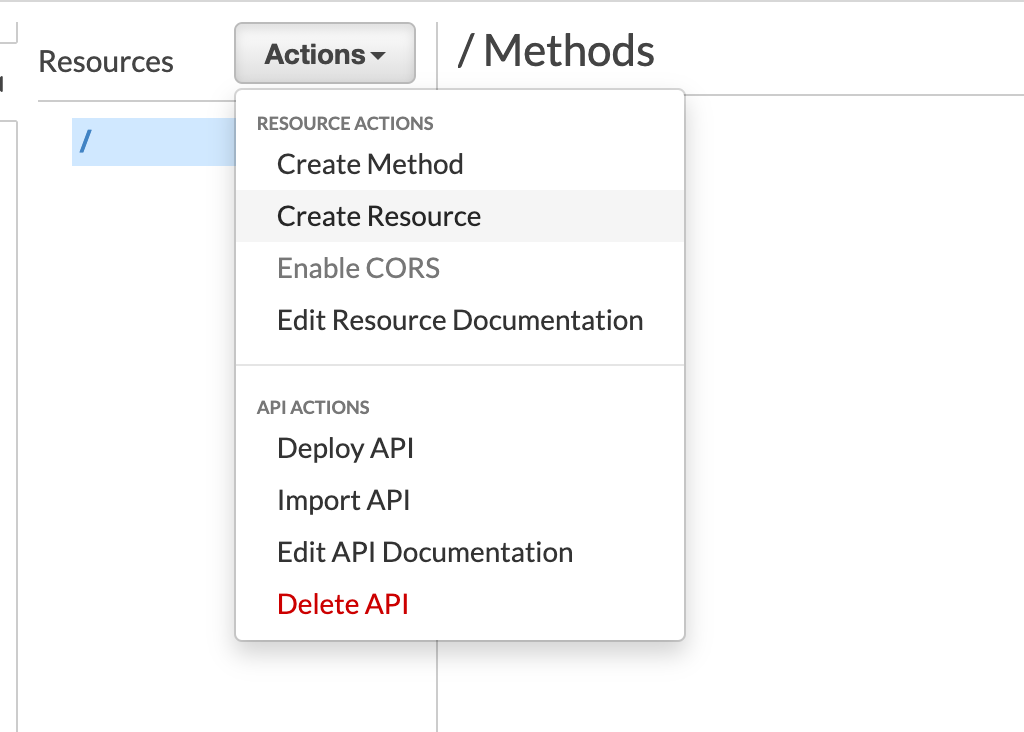 Resources
Actions
/ Methods
/
RESOURCE ACTIONS
Create Method
Create Resource
Enable CORS
Edit Resource Documentation
API ACTIONS
Deploy API
Import API
Edit API Documentation
Delete API